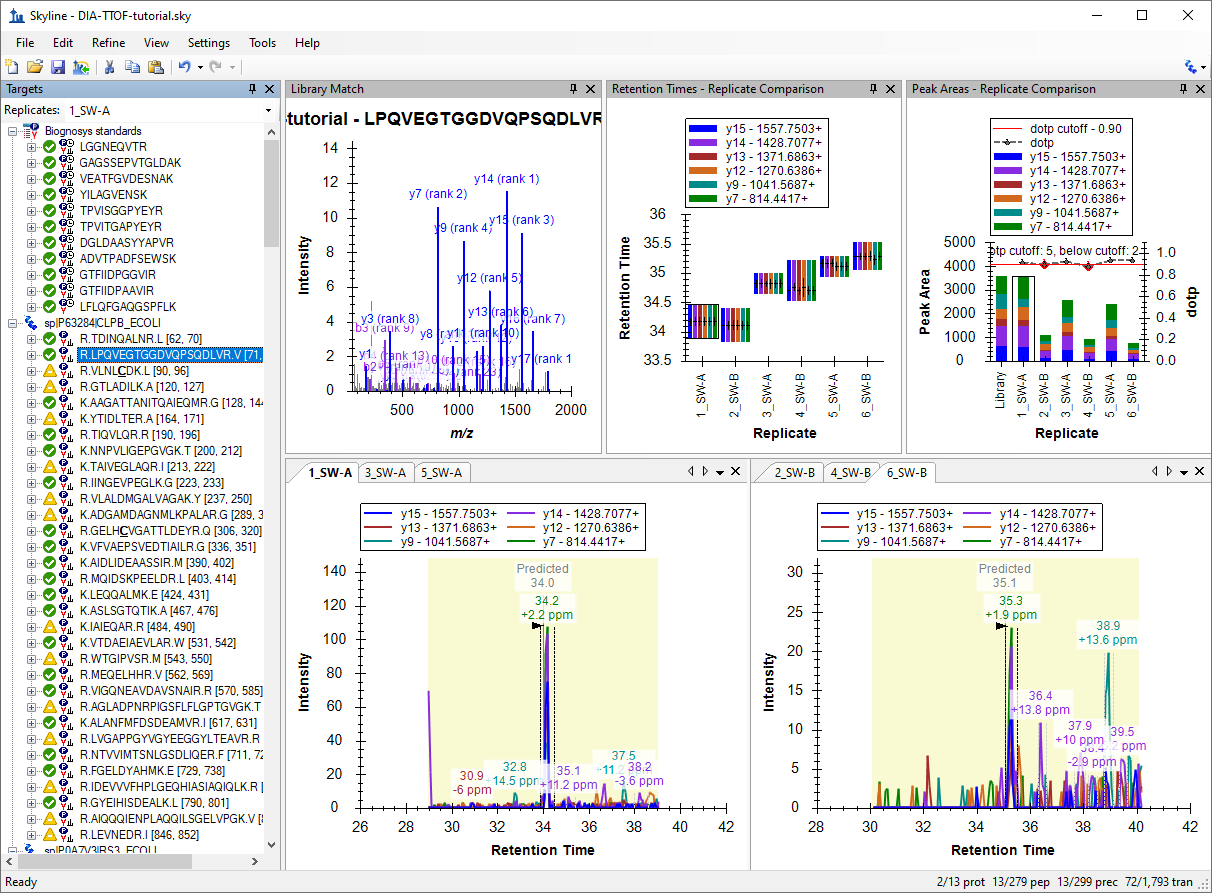 Skyline - DIA-TTOF-tutorial.sky
File Edit Refine View Settings Tools Help
Targets
Replicates: 1_SW-A
Biognosys standards
LGGNEQVTR
GAGSSEPVTGLDAK
VEATFGVDESNAK
YILAGVENSK
TPVISGGPYEYR
TPVITGAPYEYR
DGLDAASYYAPVR
ADVTPADFSEWSK
GTFIIDPGGVIR
GTFIIDPAAVIR
LFLQFGAQGSPFLK
sp|P63284|CLPB_ECOLI
R.TDINQALNR.L [62, 70]
R.LPQVEGTGGDVQPSQDLVR.V [71,
R.VLNLCDK.L [90, 96]
R.GTLADILK.A [120, 127]
K.AAGATTANITQAIEQMR.G [128, 144
K.YTIDLTER.A [164, 171]
R.TIQVLQR.R [190, 196]
K.NNPVLIGEPGVGK.T [200, 212]
K.TAIVEGLAQR.I [213, 222]
R.IINGEVPEGLK.G [223, 233]
R.VLALDMGALVAGAK.Y [237, 250]
K.ADGAMDAGNMLKPALAR.G [289, 3
R.GELHCVGATTLDEYR.Q [306, 320]
K.VFVAEPSVEDTIAILR.G [336, 351]
K.AIDLIDEAASSIR.M [390, 402]
R.MQIDSKPEELDR.L [403, 414]
K.LEQQALMK.E [424, 431]
K.ASLSGTQTIK.A [467, 476]
K.IAIEQAR.R [484, 490]
K.VTDAEIAEVLAR.W [531, 542]
R.WTGIPVSR.M [543, 550]
R.MEQELHHR.V [562, 569]
R.VIGQNEAVDAVSNAIR.R [570, 585]
R.AGLADPNRPIGSFLFLGPTGVGK.T
K.ALANFMFDSDEAMVR.I [617, 631]
R.LVGAPPGYVGYEEGGYLTEAVR.R
R.NTVVIMTSNLGSDLIQER.F [711, 72
R.FGELDYAHMK.E [729, 738]
R.IDEVVVFHPLGEQHIASIAQIQLK.R [
R.GYEIHISDEALK.L [790, 801]
R.AIQQQIENPLAQQILSGELVPGK.V [8
R.LEVNEDR.I [846, 852]
sp|P0A7V3|RS3_ECOLI
Library Match
tutorial - LPQVEGTGGDVQPSQDLVR
Intensity
14
12
10
8
6
4
2
0
y14 (rank 1)
y7 (rank 2)
y15 (rank 3)
y9 (rank 4)
y12 (rank 5)
y13 (rank 6)
rank 7)
y3 (rank 8)
b3 (rank 9)
500 1000 1500 2000
m/z
Retention Times - Replicate Comparison
y15 - 1557.7503+
y14 - 1428.7077+
y13 - 1371.6863+
y12 - 1270.6386+
y9 - 1041.5687+
y7 - 814.4417+
Retention Time
36
35.5
35
34.5
34
33.5
1_SW-A 2_SW-B 3_SW-A 4_SW-B 5_SW-A 6_SW-B
Replicate
Peak Areas - Replicate Comparison
dotp cutoff - 0.90
dotp
y15 - 1557.7503+
y14 - 1428.7077+
y13 - 1371.6863+
y12 - 1270.6386+
y9 - 1041.5687+
y7 - 814.4417+
otp cutoff: 5, below cutoff: 2
Peak Area
5000
4000
3000
2000
1000
0
1.0
0.8
0.6
0.4
0.2
0.0
dotp
Library 1_SW-A 2_SW-B 3_SW-A 4_SW-B 5_SW-A 6_SW-B
Replicate
1_SW-A 3_SW-A 5_SW-A
y15 - 1557.7503+ y14 - 1428.7077+
y13 - 1371.6863+ y12 - 1270.6386+
y9 - 1041.5687+ y7 - 814.4417+
Intensity
140
120
100
80
60
40
20
0
Predicted
34.0
34.2
+2.2 ppm
30.9
-6 ppm
32.8
+14.5 ppm
35.1
+11.2 ppm
37.5
38.2
-3.6 ppm
26 28 30 32 34 36 38 40 42
Retention Time
2_SW-B 4_SW-B 6_SW-B
y15 - 1557.7503+ y14 - 1428.7077+
y13 - 1371.6863+ y12 - 1270.6386+
y9 - 1041.5687+ y7 - 814.4417+
Intensity
30
25
20
15
10
5
0
Predicted
35.1
35.3
+1.9 ppm
38.9
+13.6 ppm
36.4
+13.8 ppm
37.9
+10 ppm
39.5
38.4
-2.9 ppm
28 30 32 34 36 38 40 42
Retention Time
Ready
2/13 prot 13/279 pep 13/299 prec 72/1,793 tran